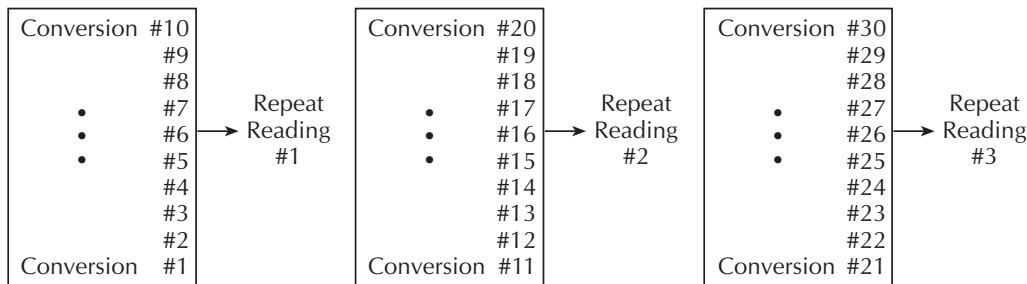 Conversion #10
#9
#8
#7
#6
#5
#4
#3
#2
Conversion #1
Repeat
Reading
#1
Conversion #20
#19
#18
#17
#16
#15
#14
#13
#12
Conversion #11
Repeat
Reading
#2
Conversion #30
#29
#28
#27
#26
#25
#24
#23
#22
Conversion #21
Repeat
Reading
#3